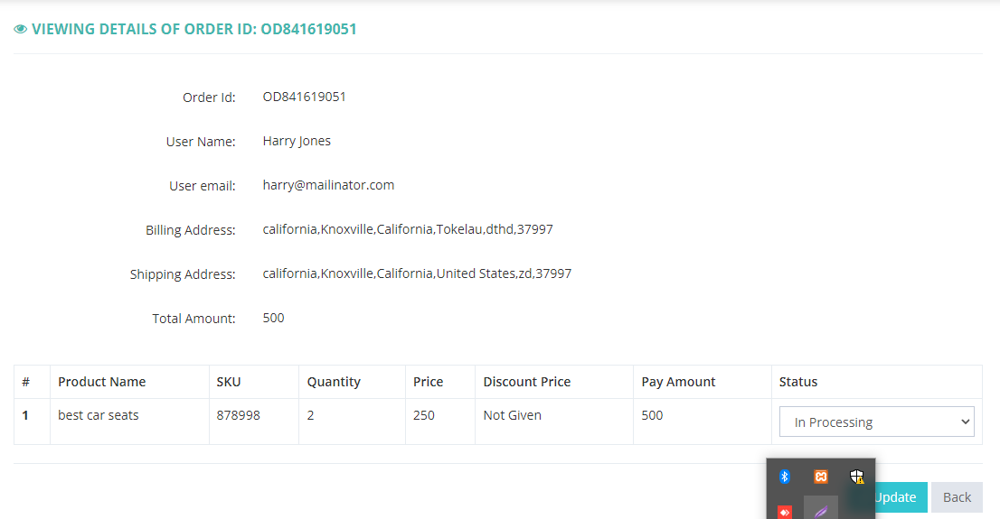 VIEWING DETAILS OF ORDER ID: OD841619051
Order Id: OD841619051
User Name: Harry Jones
User email: harry@mailinator.com
Billing Address: california,Knoxville,California,Tokelau,dthd,37997
Shipping Address: california,Knoxville,California,United States,zd,37997
Total Amount: 500
# Product Name SKU Quantity Price Discount Price Pay Amount Status
1 best car seats 878998 2 250 Not Given 500 In Processing
Update Back